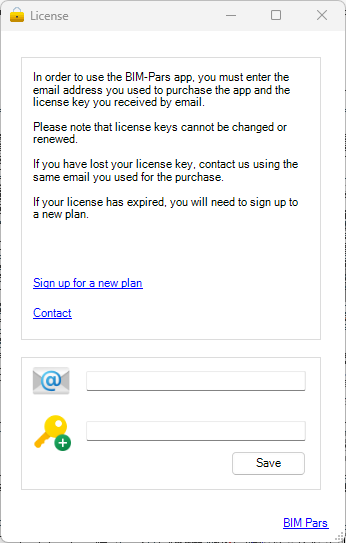 License
In order to use the BIM-Pars app, you must enter the
email address you used to purchase the app and the
license key you received by email.
Please note that license keys cannot be changed or
renewed.
If you have lost your license key, contact us using the
same email you used for the purchase.
If your license has expired, you will need to sign up to
a new plan.
Sign up for a new plan
Contact
Save
BIM Pars